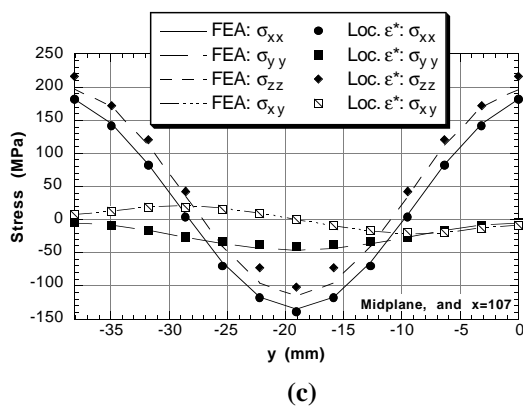 FEA: σxx
FEA: σyy
FEA: σzz
FEA: σxy
Loc. ε*: σxx
Loc. ε*: σyy
Loc. ε*: σzz
Loc. ε*: σxy
Stress (MPa)
250
200
150
100
50
0
-50
-100
-150
Midplane, and x=107
-35 -30 -25 -20 -15 -10 -5 0
y (mm)
(c)